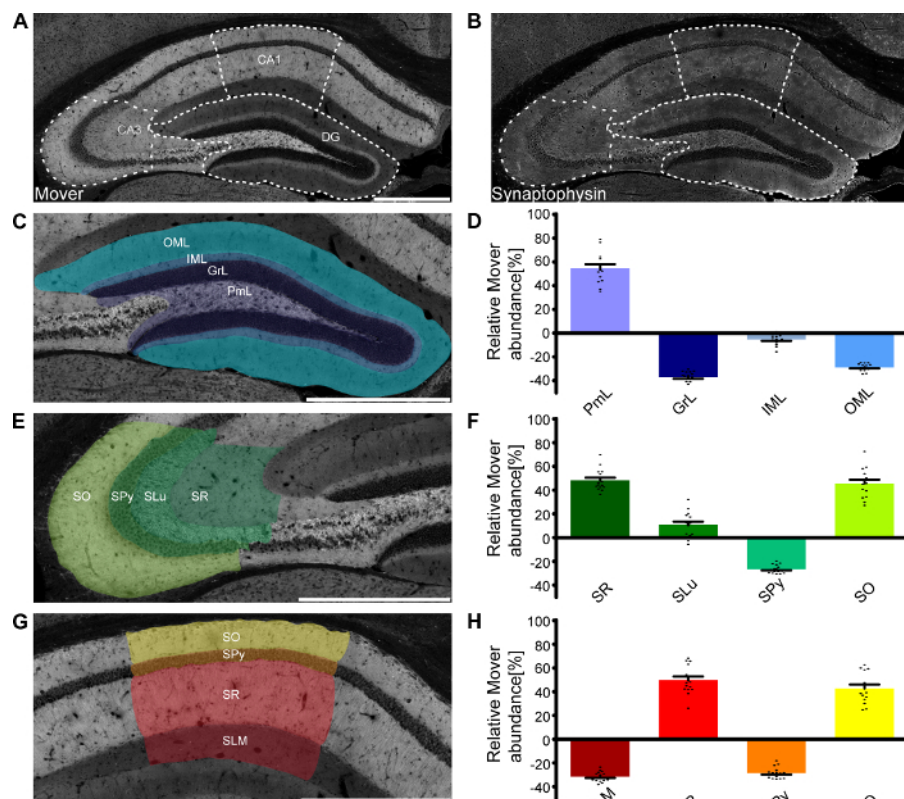 A
CA1
CA3
DG
Mover
B
Synaptophysin
C
OML
IML
GrL
PmL
D
Relative Mover
abundance[%]
100
80
60
40
20
0
-20
-40
PmL
GrL
IML
OML
E
SO
SPy
SLu
SR
F
Relative Mover
abundance[%]
100
80
60
40
20
0
-20
-40
SR
SLu
SPy
SO
G
SO
SPy
SR
SLM
H
Relative Mover
abundance[%]
100
80
60
40
20
0
-20
-40